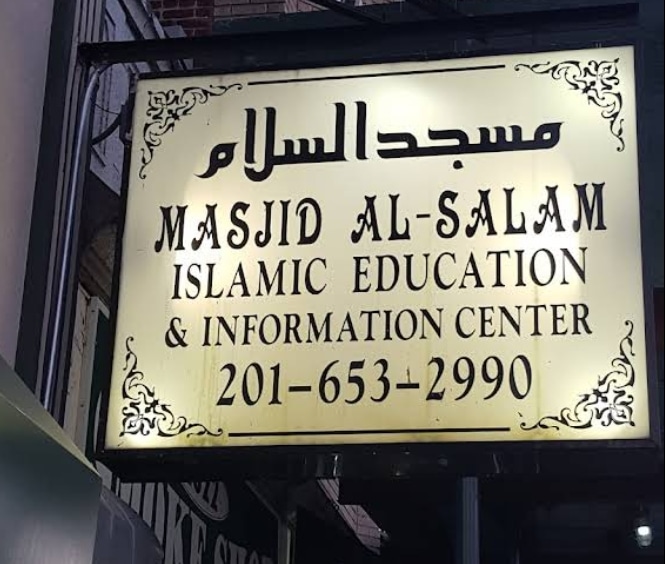 مسجد السلام
MASJID AL-SALAM
ISLAMIC EDUCATION
& INFORMATION CENTER
201-653-2990